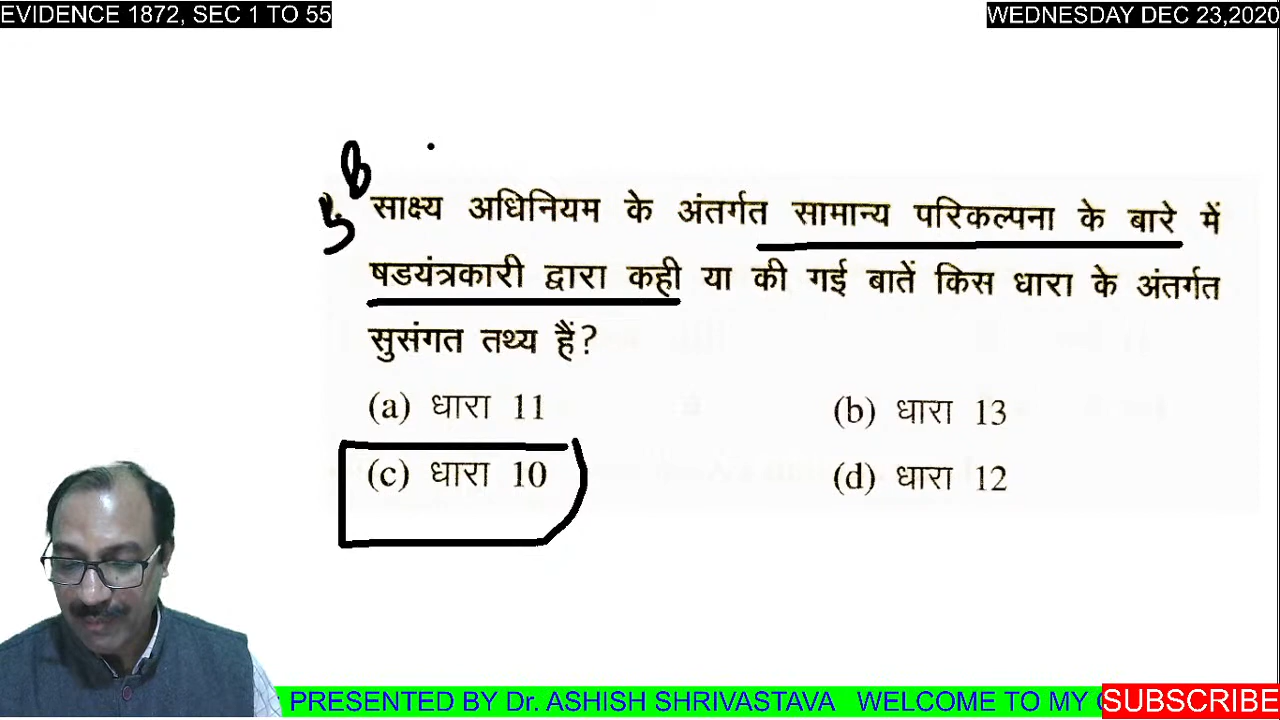 EVIDENCE 1872, SEC 1 TO 55
WEDNESDAY DEC 23,2020
साक्ष्य अधिनियम के अंतर्गत सामान्य परिकल्पना के बारे में
षडयंत्रकारी द्वारा कही या की गई बातें किस धारा के अंतर्गत
सुसंगत तथ्य हैं?
(a) धारा 11
(b) धारा 13
(c) धारा 10
(d) धारा 12
PRESENTED BY Dr. ASHISH SHRIVASTAVA WELCOME TO MY
SUBSCRIBE